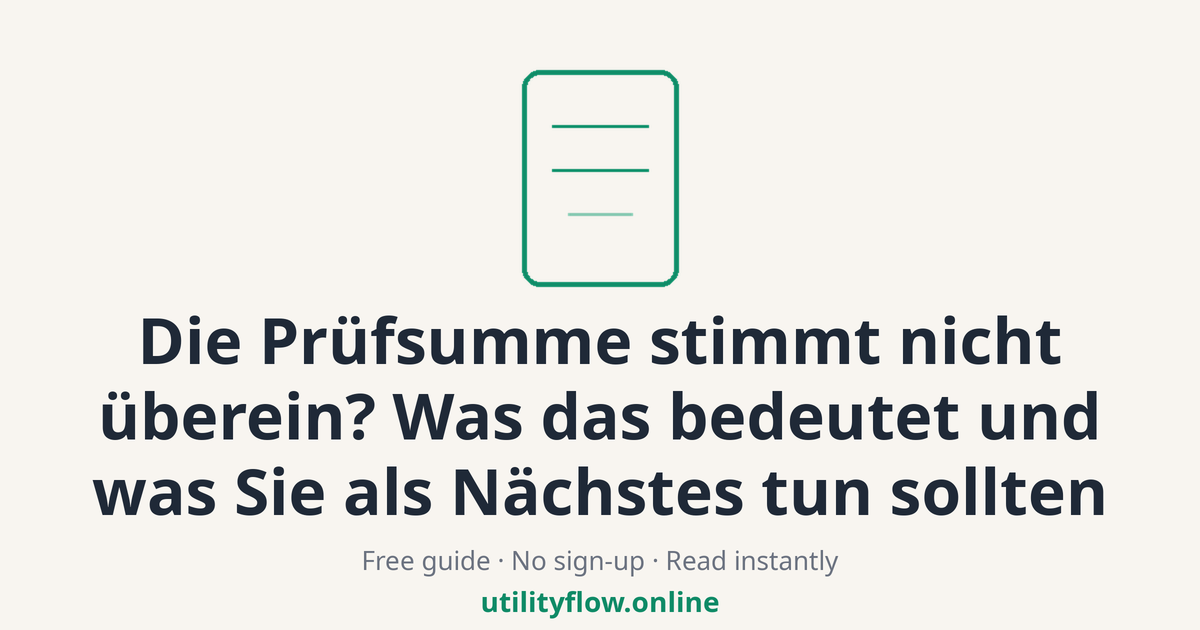 Die Prüfsumme stimmt nicht
überein? Was das bedeutet und
was Sie als Nächstes tun sollten
Free guide · No sign-up · Read instantly
utilityflow.online